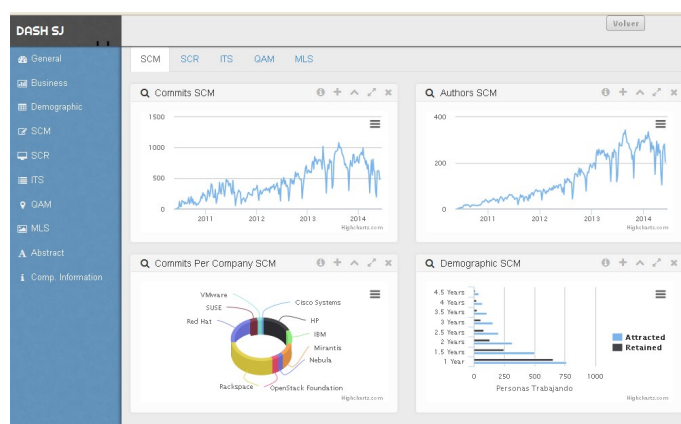 DASH SJ
Volver
General
Business
Demographic
SCM
SCR
ITS
QAM
MLS
Abstract
Comp. Information
SCM SCR ITS QAM MLS
Commits SCM
1500
1000
500
0
2011 2012 2013 2014
Highcharts.com
Authors SCM
400
200
0
2011 2012 2013 2014
Highcharts.com
Commits Per Company SCM
VMware
SUSE
Red Hat
Rackspace
Cisco Systems
HP
IBM
Mirantis
Nebula
OpenStack Foundation
Highcharts.com
Demographic SCM
4.5 Years
4 Years
3.5 Years
3 Years
2.5 Years
2 Years
1.5 Years
1 Year
0 250 500 750 1000
Personas Trabajando
Attracted
Retained
Highcharts.com